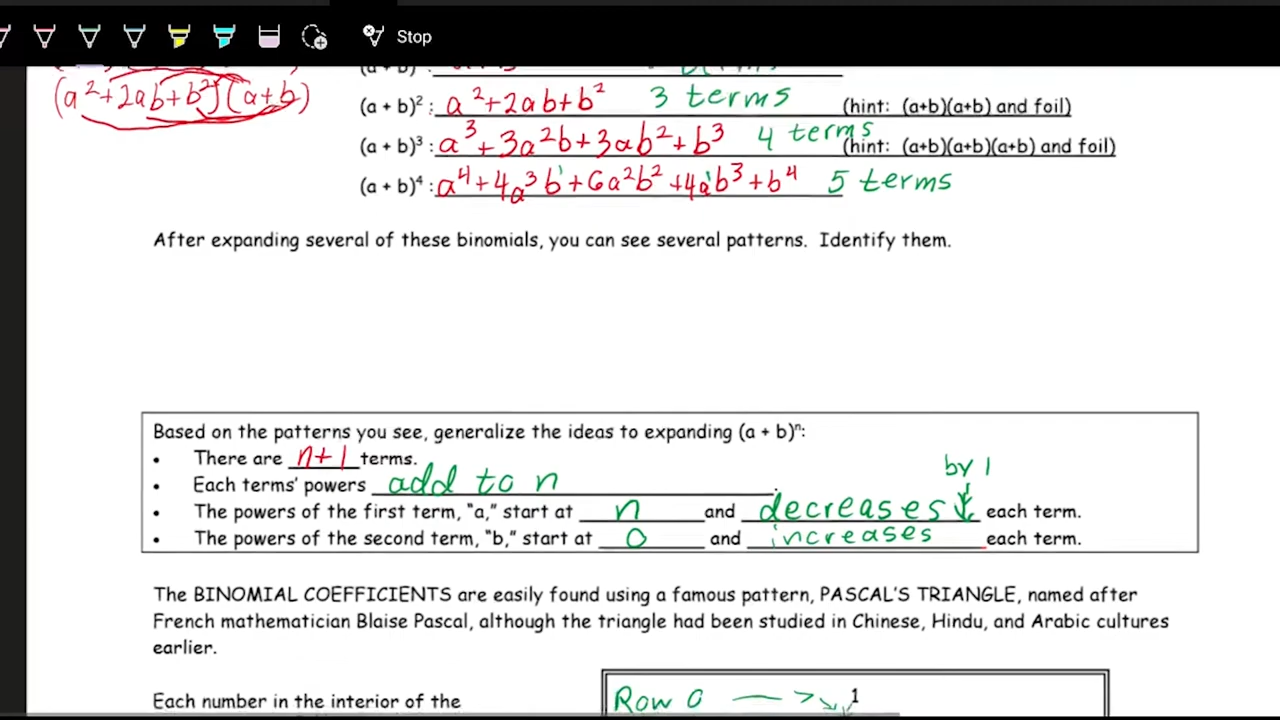 Stop
(a²+2ab+b²)(a+b)
(a + b)² : a²+2ab+b² 3 terms (hint: (a+b)(a+b) and foil)
(a + b)³ : a³+3a²b+3ab²+b³ 4 terms (hint: (a+b)(a+b)(a+b) and foil)
(a + b)⁴ : a⁴+4a³b¹+6a²b²+4a¹b³+b⁴ 5 terms
After expanding several of these binomials, you can see several patterns. Identify them.
Based on the patterns you see, generalize the ideas to expanding (a + b)ⁿ:
• There are n+1 terms.
by 1
• Each terms' powers add to n.
• The powers of the first term, "a," start at n and decreases ↓ each term.
• The powers of the second term, "b," start at 0 and increases each term.
The BINOMIAL COEFFICIENTS are easily found using a famous pattern, PASCAL'S TRIANGLE, named after
French mathematician Blaise Pascal, although the triangle had been studied in Chinese, Hindu, and Arabic cultures
earlier.
Each number in the interior of the
Row 0 → 1